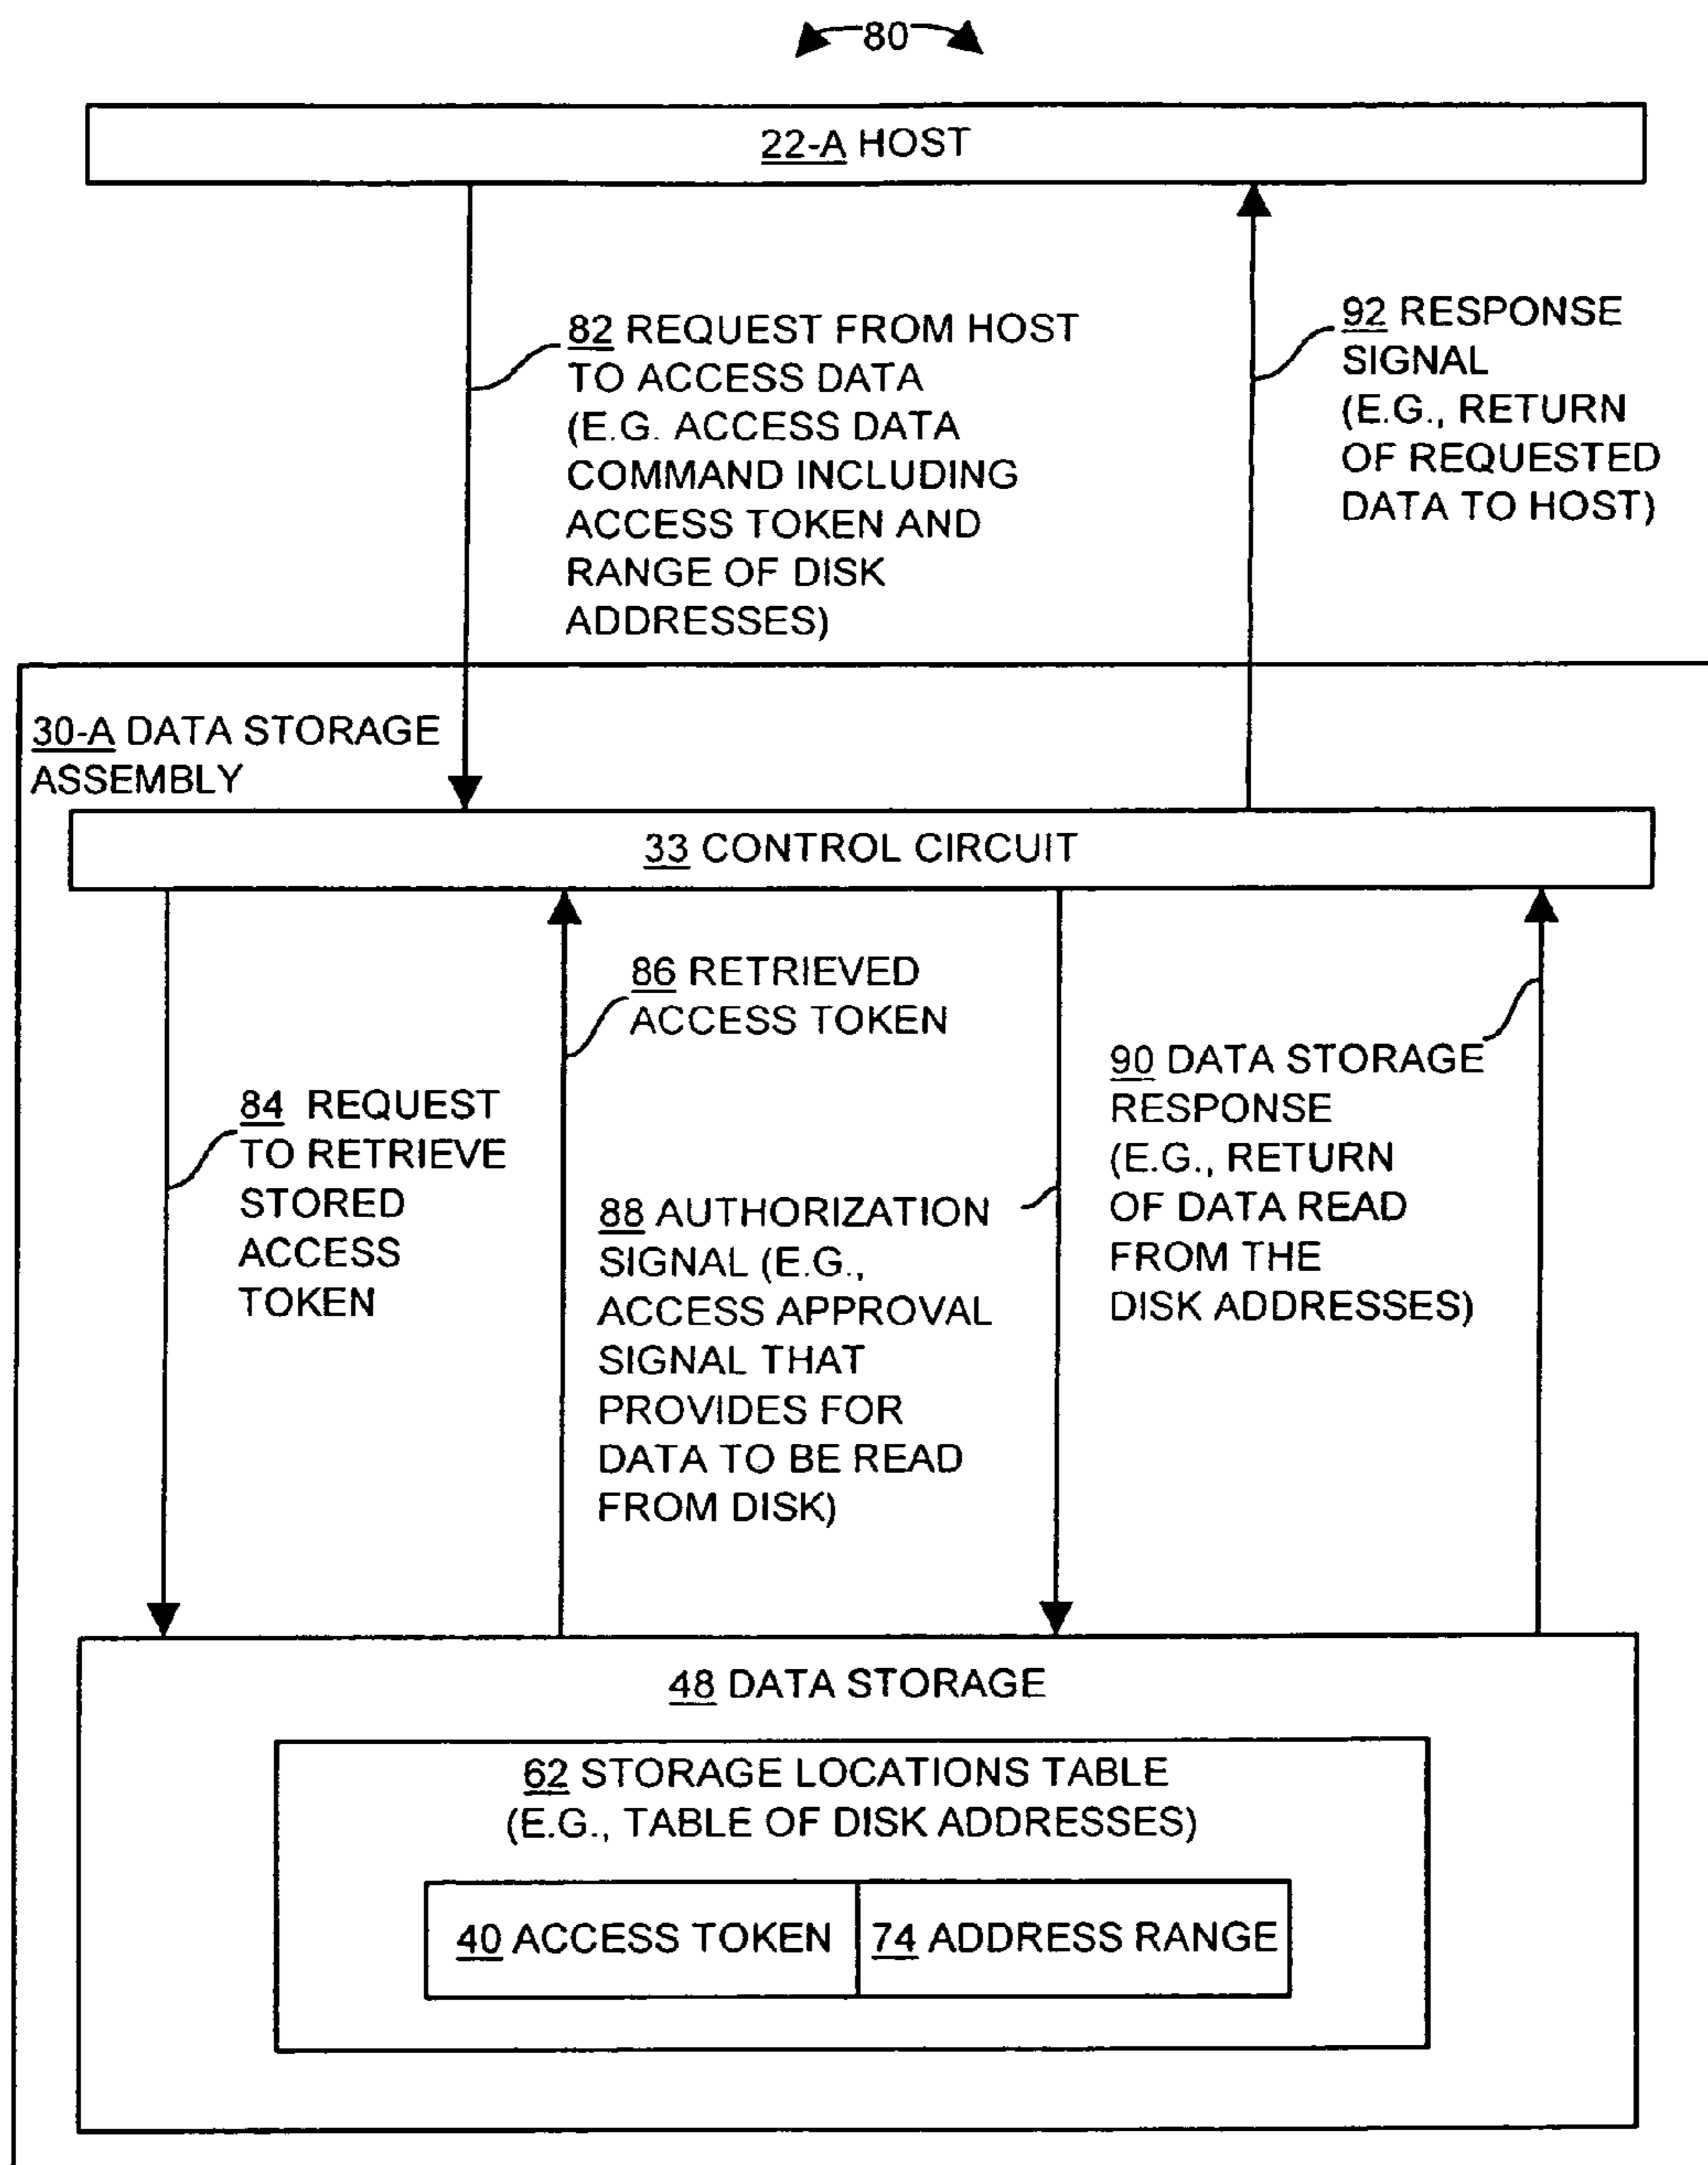 80
22-A HOST
82 REQUEST FROM HOST
TO ACCESS DATA
(E.G. ACCESS DATA
COMMAND INCLUDING
ACCESS TOKEN AND
RANGE OF DISK
ADDRESSES)
92 RESPONSE
SIGNAL
(E.G., RETURN
OF REQUESTED
DATA TO HOST)
30-A DATA STORAGE
ASSEMBLY
33 CONTROL CIRCUIT
84 REQUEST
TO RETRIEVE
STORED
ACCESS
TOKEN
86 RETRIEVED
ACCESS TOKEN
88 AUTHORIZATION
SIGNAL (E.G.,
ACCESS APPROVAL
SIGNAL THAT
PROVIDES FOR
DATA TO BE READ
FROM DISK)
90 DATA STORAGE
RESPONSE
(E.G., RETURN
OF DATA READ
FROM THE
DISK ADDRESSES)
48 DATA STORAGE
62 STORAGE LOCATIONS TABLE
(E.G., TABLE OF DISK ADDRESSES)
40 ACCESS TOKEN
74 ADDRESS RANGE